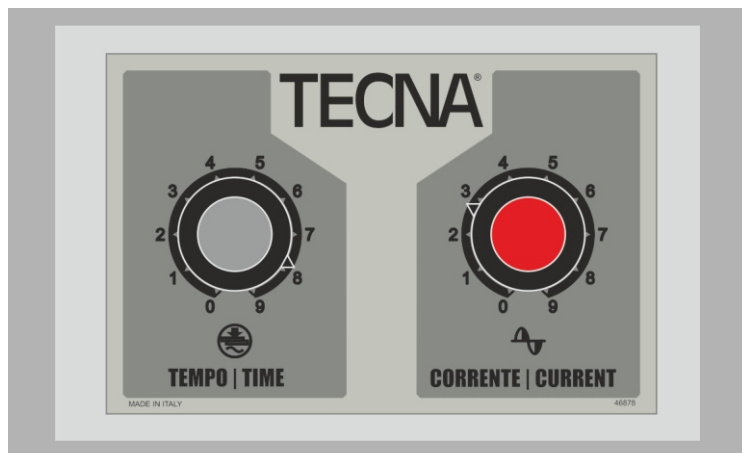 TECNA®
4 5
3 6
2 7
1 8
0 9
4 5
3 6
2 7
1 8
0 9
TEMPO | TIME
CORRENTE | CURRENT
MADE IN ITALY
46878